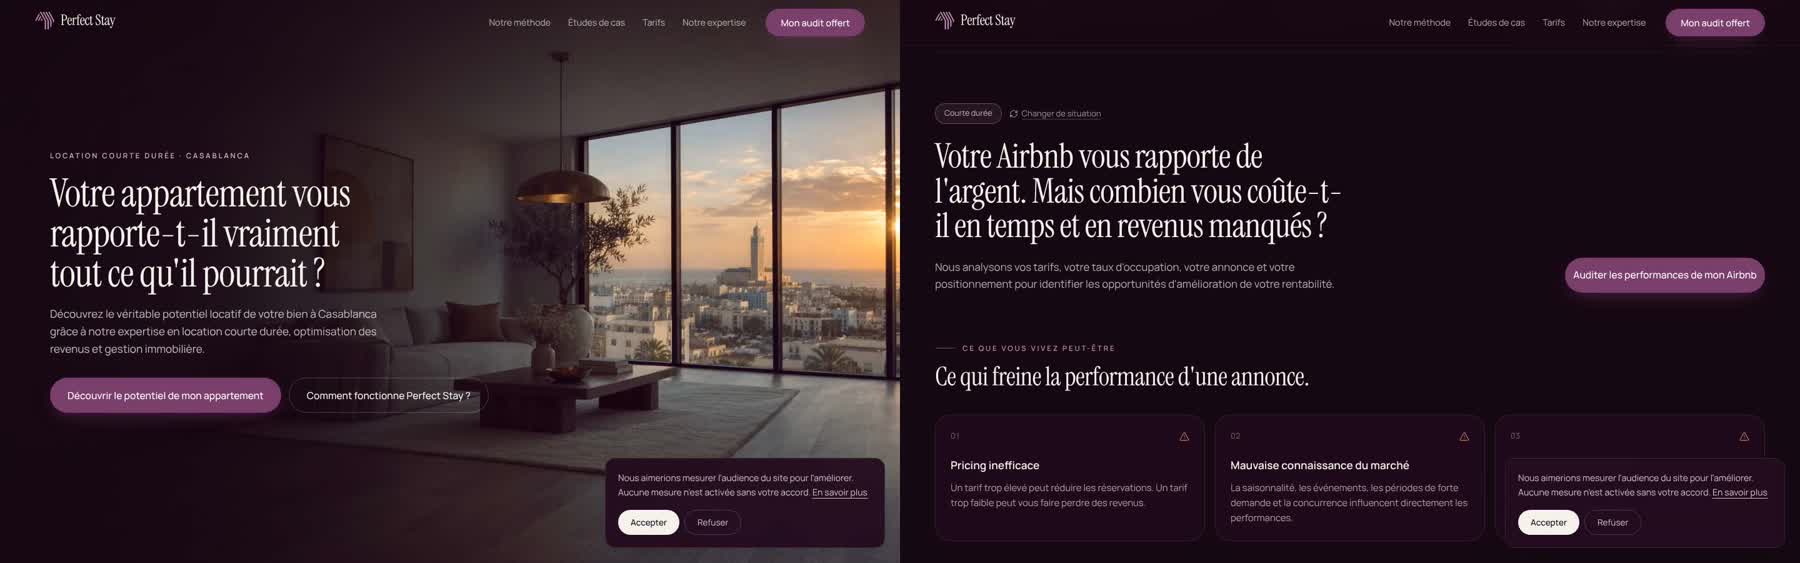 Perfect Stay
Notre méthode
Études de cas
Tarifs
Notre expertise
Mon audit offert
LOCATION COURTE DURÉE · CASABLANCA
Votre appartement vous
rapporte-t-il vraiment
tout ce qu'il pourrait ?
Découvrez le véritable potentiel locatif de votre bien à Casablanca
grâce à notre expertise en location courte durée, optimisation des
revenus et gestion immobilière.
Découvrir le potentiel de mon appartement
Comment fonctionne Perfect Stay ?
Nous aimerions mesurer l'audience du site pour l'améliorer.
Aucune mesure n'est activée sans votre accord. En savoir plus
Accepter
Refuser
Perfect Stay
Notre méthode
Études de cas
Tarifs
Notre expertise
Mon audit offert
Courte durée
Changer de situation
Votre Airbnb vous rapporte de
l'argent. Mais combien vous coûte-t-
il en temps et en revenus manqués ?
Nous analysons vos tarifs, votre taux d'occupation, votre annonce et votre
positionnement pour identifier les opportunités d'amélioration de votre rentabilité.
Auditer les performances de mon Airbnb
CE QUE VOUS VIVEZ PEUT-ÊTRE
Ce qui freine la performance d'une annonce.
01
Pricing inefficace
Un tarif trop élevé peut réduire les réservations. Un tarif
trop faible peut vous faire perdre des revenus.
02
Mauvaise connaissance du marché
La saisonnalité, les événements, les périodes de forte
demande et la concurrence influencent directement les
performances.
03
Nous aimerions mesurer l'audience du site pour l'améliorer.
Aucune mesure n'est activée sans votre accord. En savoir plus
Accepter
Refuser